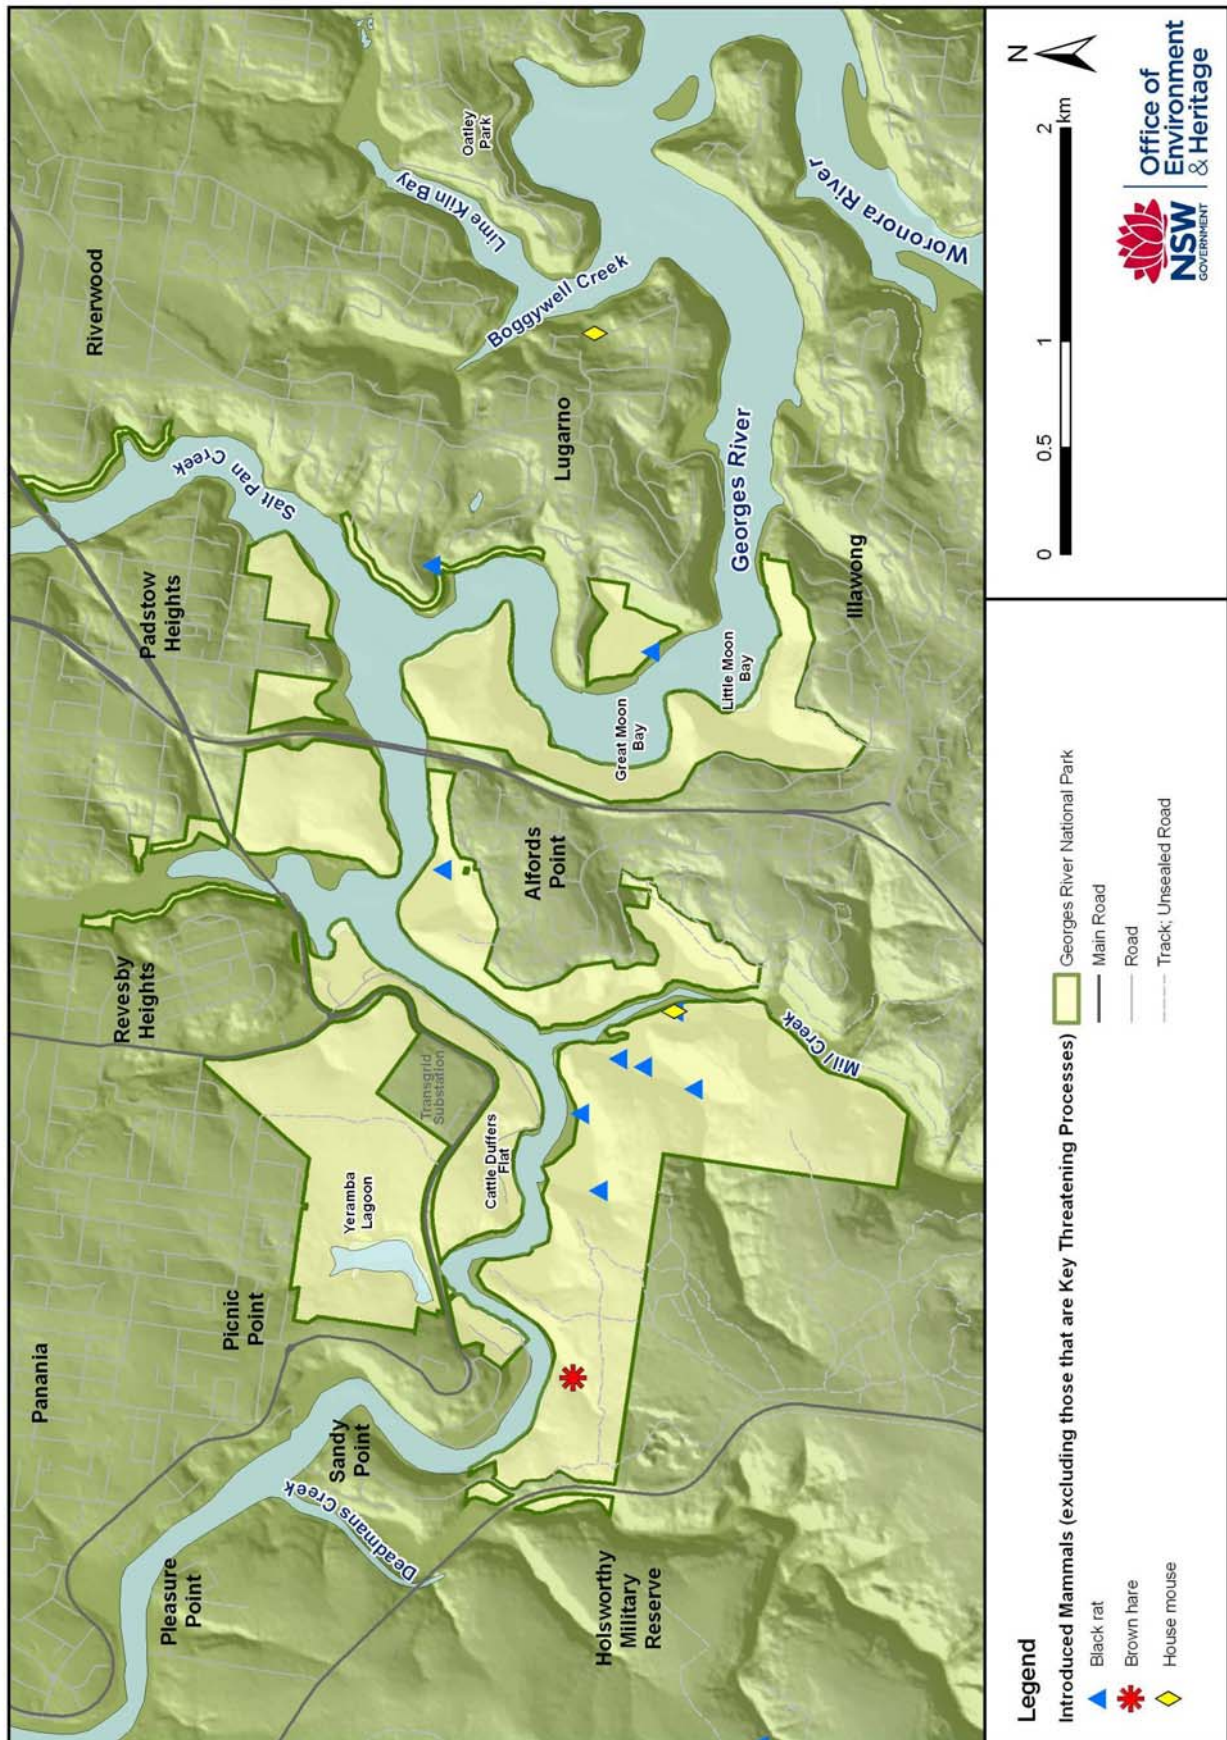 Panania
Riverwood
Pleasure
Point
Picnic
Point
Revesby
Heights
Padstow
Heights
Salt Pan Creek
Sandy
Point
Deadmans Creek
Yeramba
Lagoon
Transgrid
Substation
Cattle Duffers
Flat
Lime Kiln Bay
Oatley
Park
Boggywell Creek
Lugarno
Alfords
Point
Great Moon
Bay
Little Moon
Bay
Georges River
Woronora River
Mill Creek
Illawong
Holsworthy
Military
Reserve
Legend
Introduced Mammals (excluding those that are Key Threatening Processes)
Black rat
Brown hare
House mouse
Georges River National Park
Main Road
Road
Track; Unsealed Road
0 0.5 1 2
km
N
NSW
GOVERNMENT
Office of
Environment
& Heritage